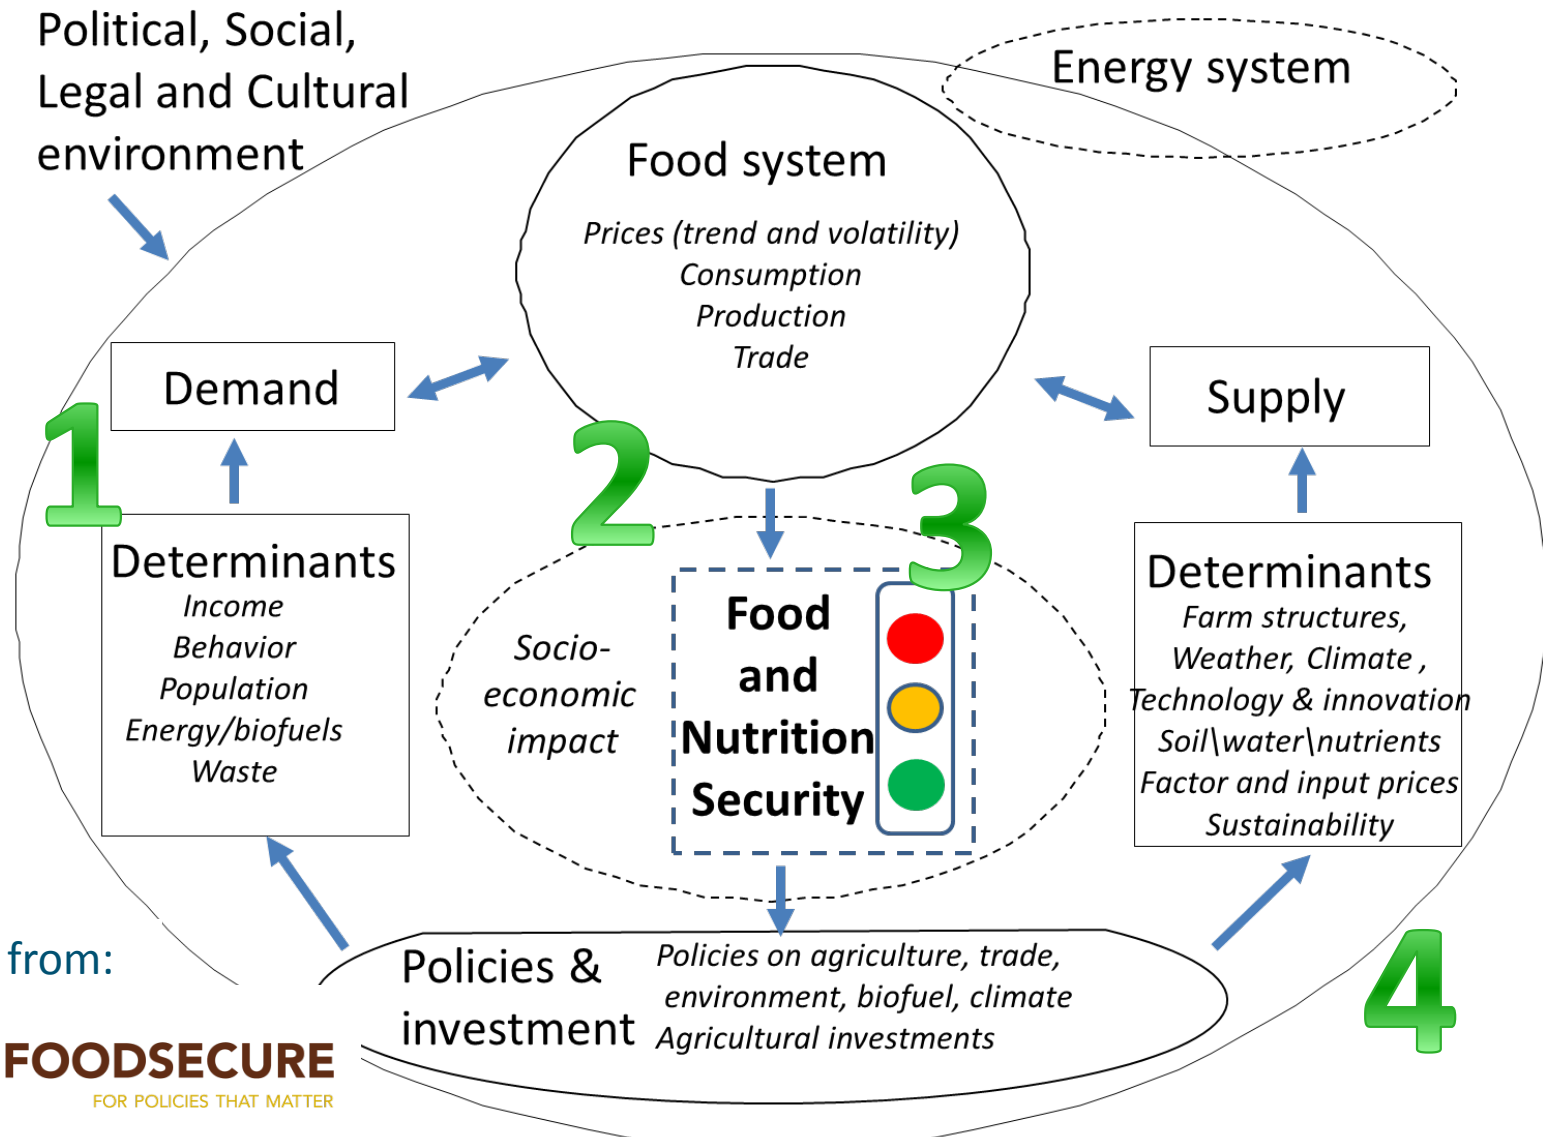 Political, Social,
Legal and Cultural
environment
Energy system
Food system
Prices (trend and volatility)
Consumption
Production
Trade
Demand
Supply
1
2
3
Determinants
Income
Behavior
Population
Energy/biofuels
Waste
Socio-
economic
impact
Food
and
Nutrition
Security
Determinants
Farm structures,
Weather, Climate ,
Technology & innovation
Soil\water\nutrients
Factor and input prices
Sustainability
4
from:
Policies &
investment
Policies on agriculture, trade,
environment, biofuel, climate
Agricultural investments
FOODSECURE
FOR POLICIES THAT MATTER